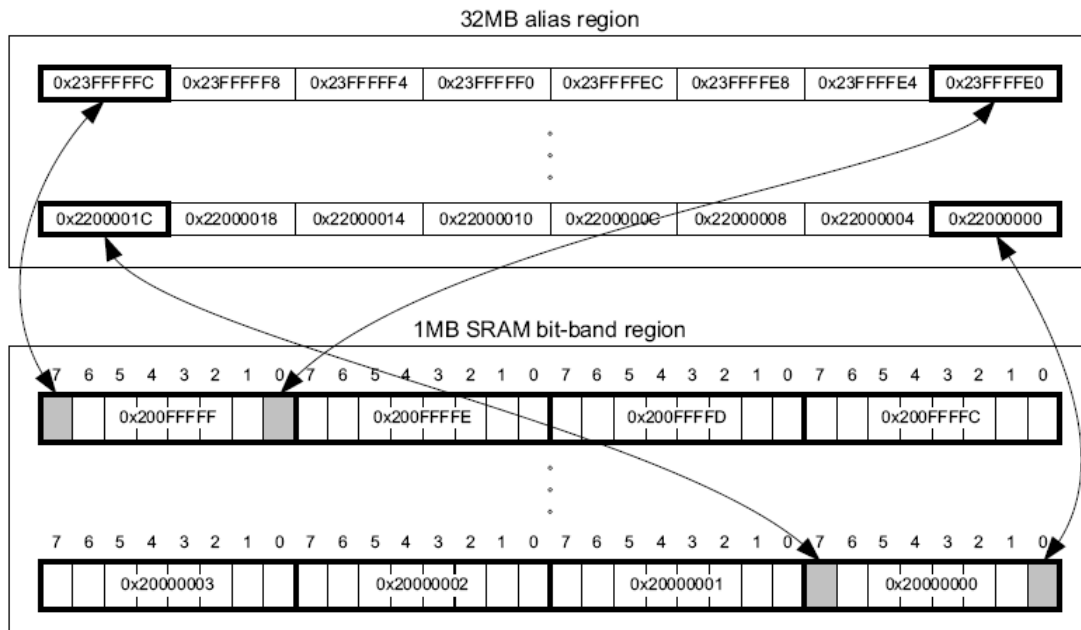 32MB alias region
0x23FFFFFC 0x23FFFFF8 0x23FFFFF4 0x23FFFFF0 0x23FFFFEC 0x23FFFFE8 0x23FFFFE4 0x23FFFFE0
0x2200001C 0x22000018 0x22000014 0x22000010 0x2200000C 0x22000008 0x22000004 0x22000000
1MB SRAM bit-band region
7 6 5 4 3 2 1 0 7 6 5 4 3 2 1 0 7 6 5 4 3 2 1 0 7 6 5 4 3 2 1 0
0x200FFFFF 0x200FFFFE 0x200FFFFD 0x200FFFFC
7 6 5 4 3 2 1 0 7 6 5 4 3 2 1 0 7 6 5 4 3 2 1 0 7 6 5 4 3 2 1 0
0x20000003 0x20000002 0x20000001 0x20000000